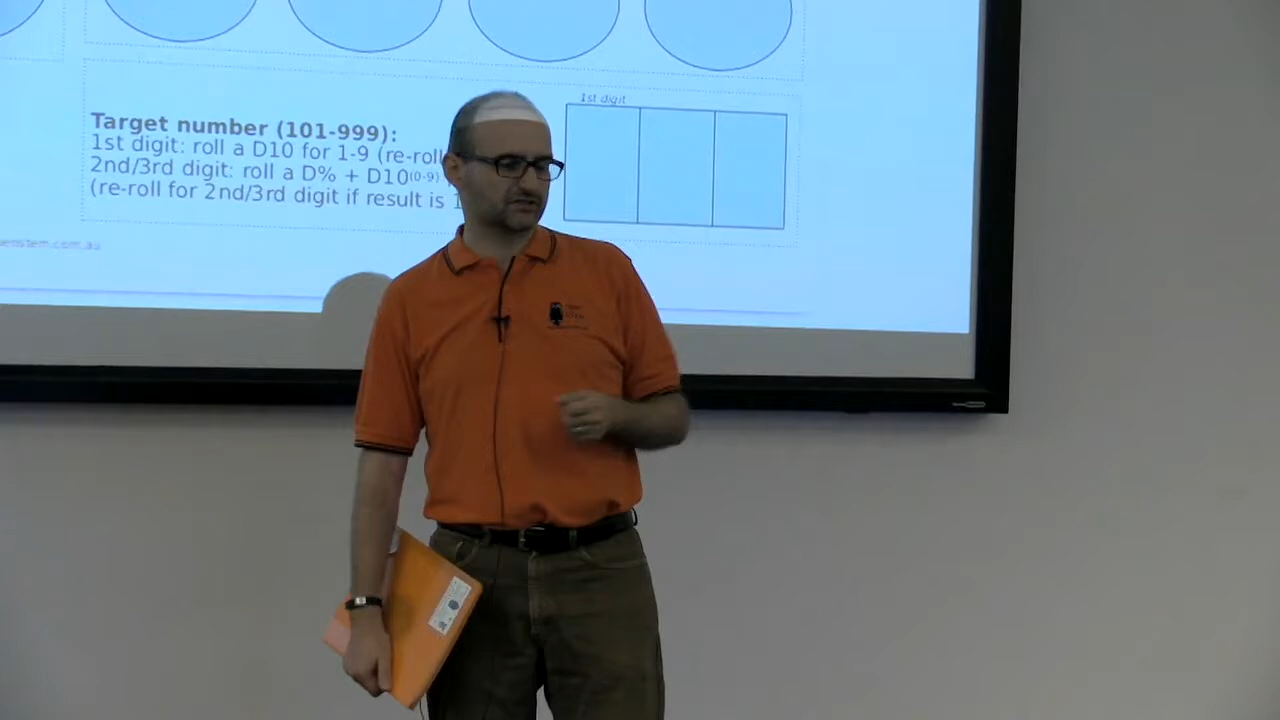 1st digit
Target number (101-999):
1st digit: roll a D10 for 1-9 (re-roll
2nd/3rd digit: roll a D% + D10(0-9)
(re-roll for 2nd/3rd digit if result is 1